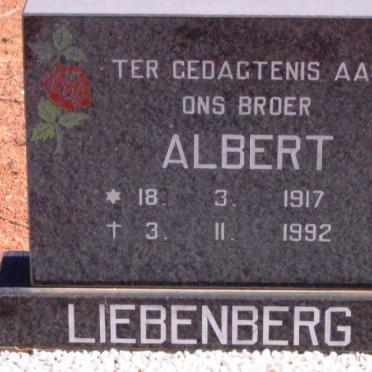 TER GEDAGTENIS AA
ONS BROER
ALBERT
* 18. 3. 1917
† 3. 11. 1992
LIEBENBERG